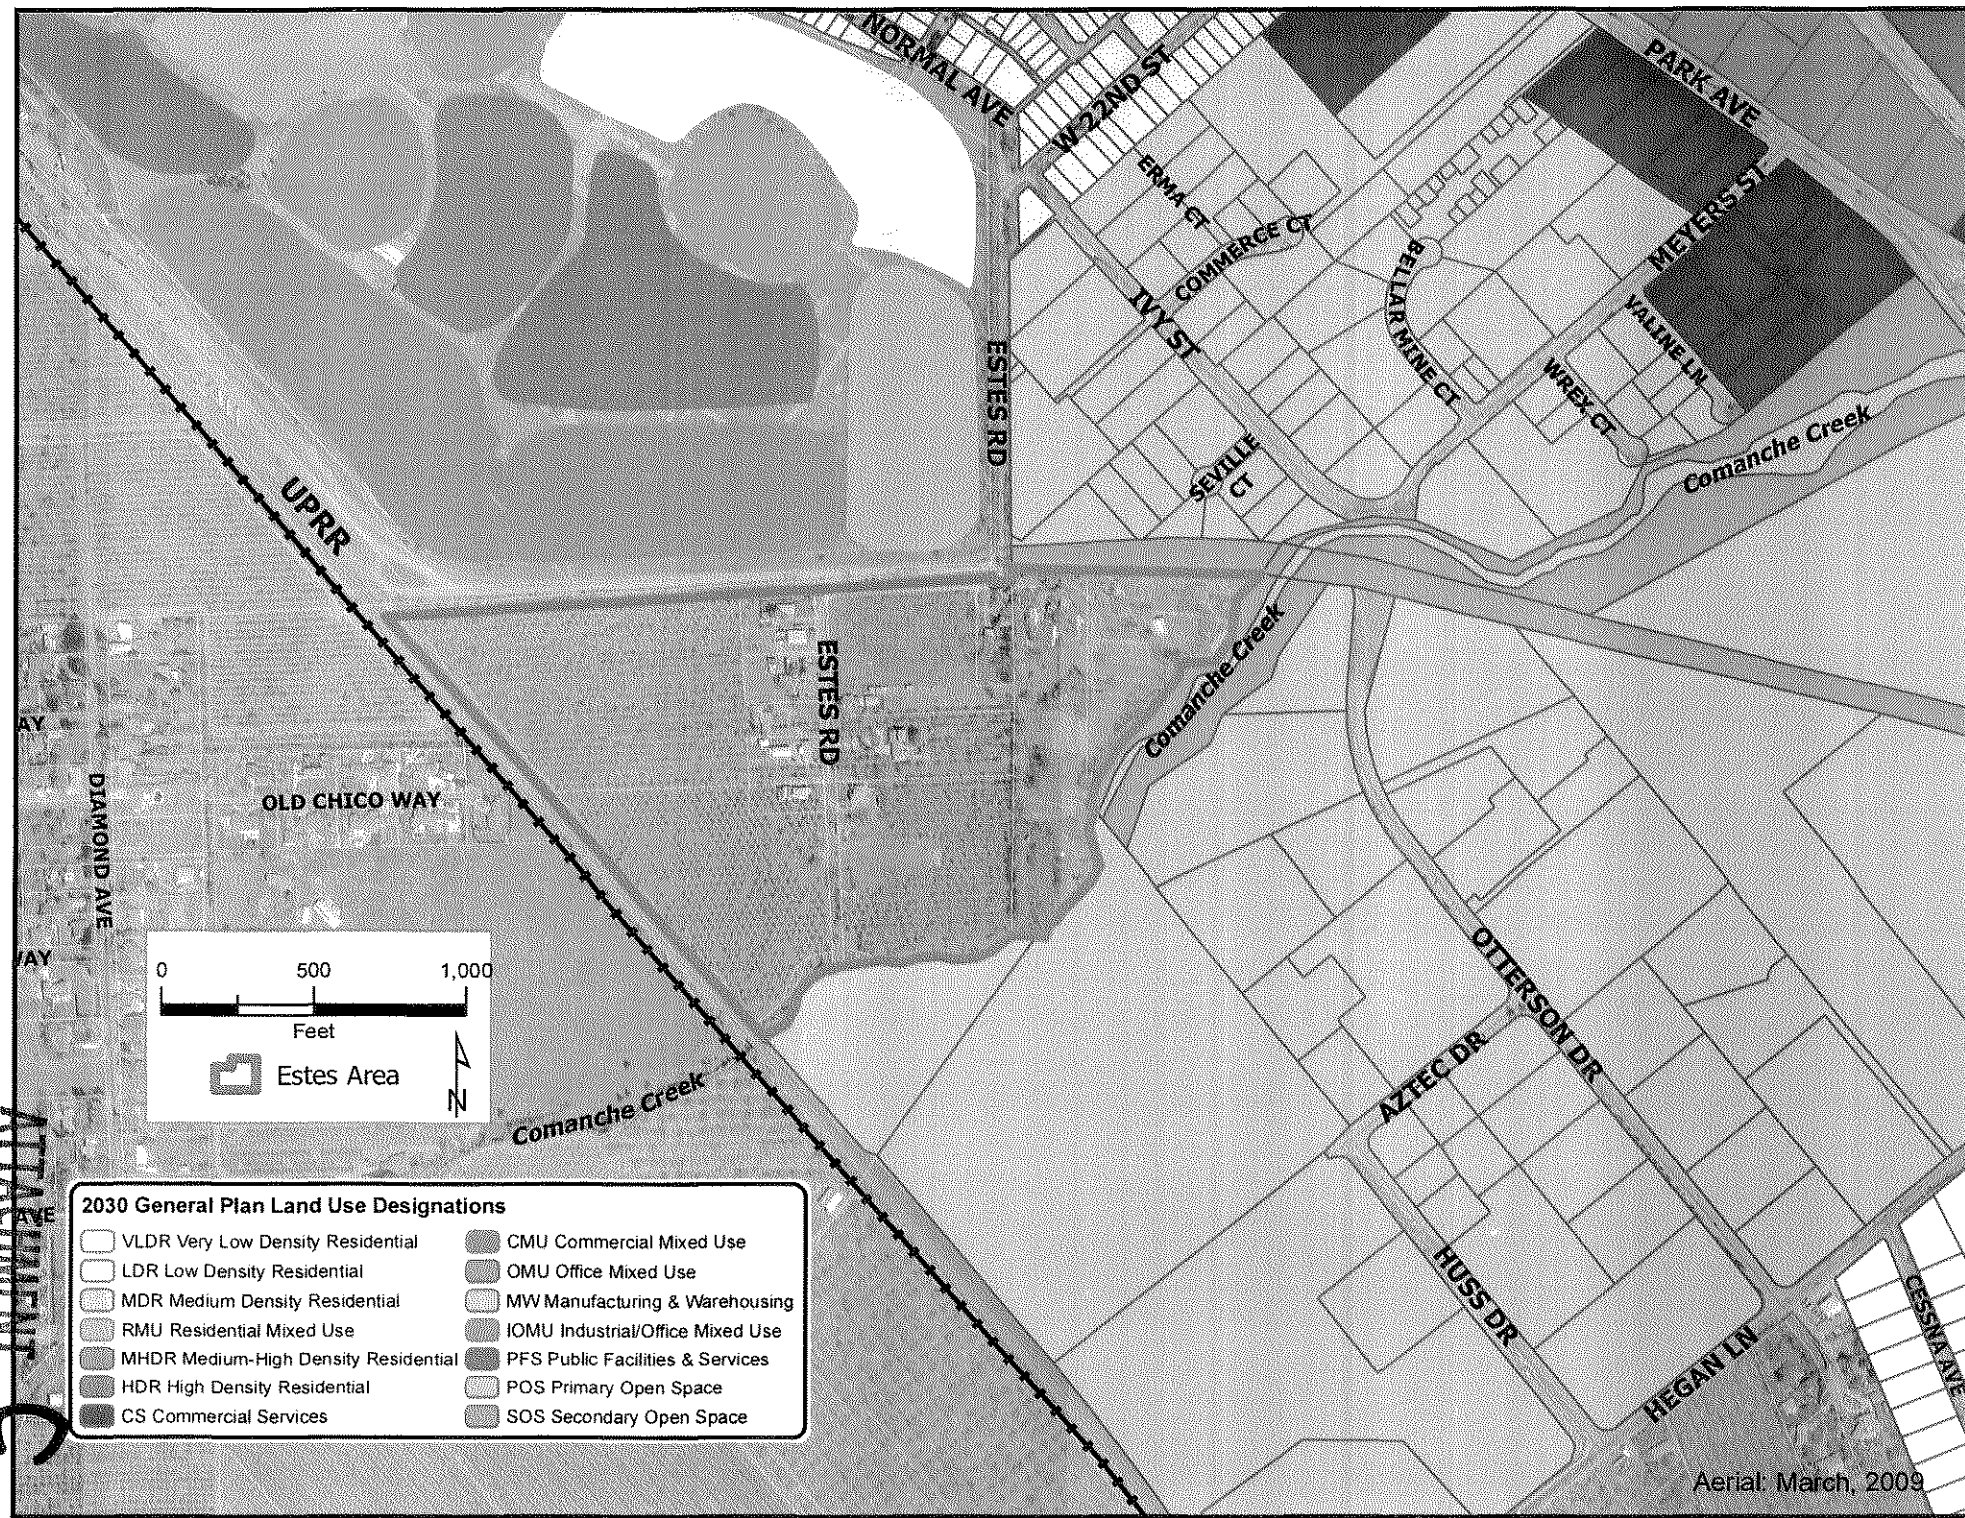 NORMAL AVE
W 22ND ST
PARK AVE
ERMA CT
COMMERCE CT
MEYERS ST
BELLARMINE CT
IVY ST
VALINE LN
WREX CT
ESTES RD
SEVILLE
CT
Comanche Creek
UPRR
ESTES RD
Comanche Creek
AY
OLD CHICO WAY
DIAMOND AVE
0 500 1,000
Feet
Estes Area
N
OTTERSON DR
AZTEC DR
Comanche Creek
ATTACHMENT
AVE
2030 General Plan Land Use Designations
VLDR Very Low Density Residential
LDR Low Density Residential
MDR Medium Density Residential
RMU Residential Mixed Use
MHDR Medium-High Density Residential
HDR High Density Residential
CS Commercial Services
CMU Commercial Mixed Use
OMU Office Mixed Use
MW Manufacturing & Warehousing
IOMU Industrial/Office Mixed Use
PFS Public Facilities & Services
POS Primary Open Space
SOS Secondary Open Space
C
HUSS DR
HEGAN LN
CESSNA AVE
Aerial: March, 2009